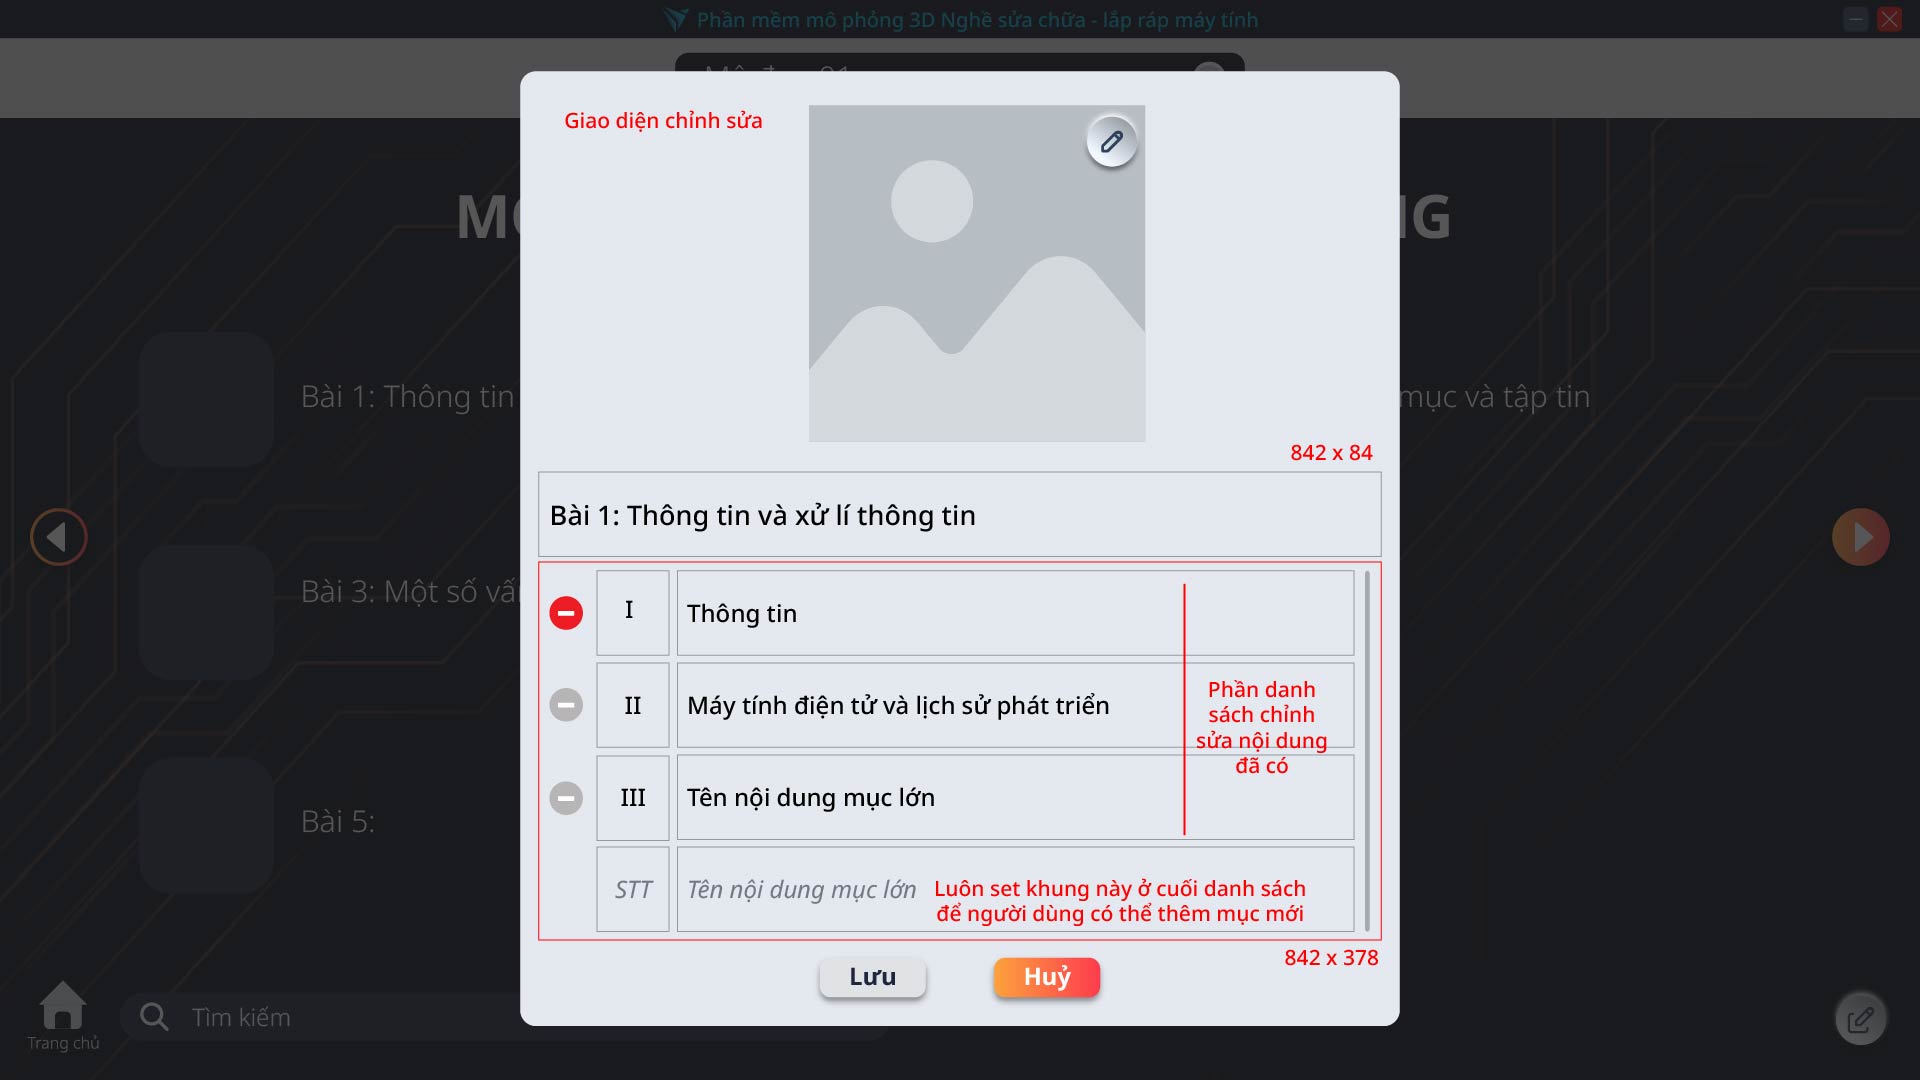 Phần mềm mô phỏng 3D Nghề sửa chữa - lắp ráp máy tính
Giao diện chỉnh sửa
Bài 1: Thông tin
mục và tập tin
842 x 84
Bài 1: Thông tin và xử lí thông tin
I
Thông tin
Bài 3: Một số
II
Máy tính điện tử và lịch sử phát triển
Phần danh
sách chỉnh
sửa nội dung
đã có
III
Tên nội dung mục lớn
Bài 5:
STT
Tên nội dung mục lớn
Luôn set khung này ở cuối danh sách
để người dùng có thể thêm mục mới
842 x 378
Lưu
Huỷ
Tìm kiếm
Trang chủ